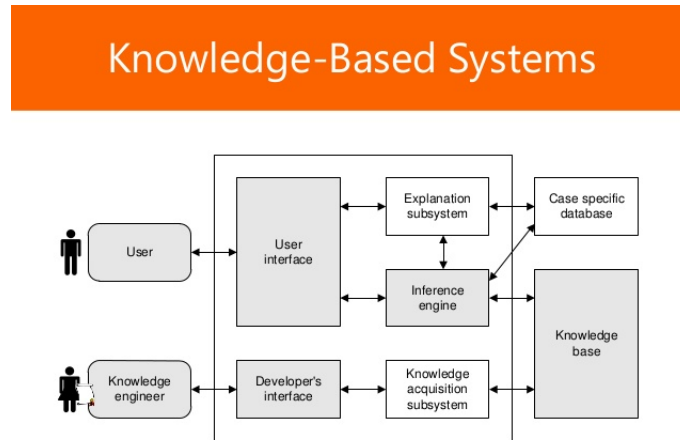 Knowledge-Based Systems
Explanation
subsystem
Case specific
database
User
User
interface
Inference
engine
Knowledge
base
Knowledge
engineer
Developer's
interface
Knowledge
acquisition
subsystem